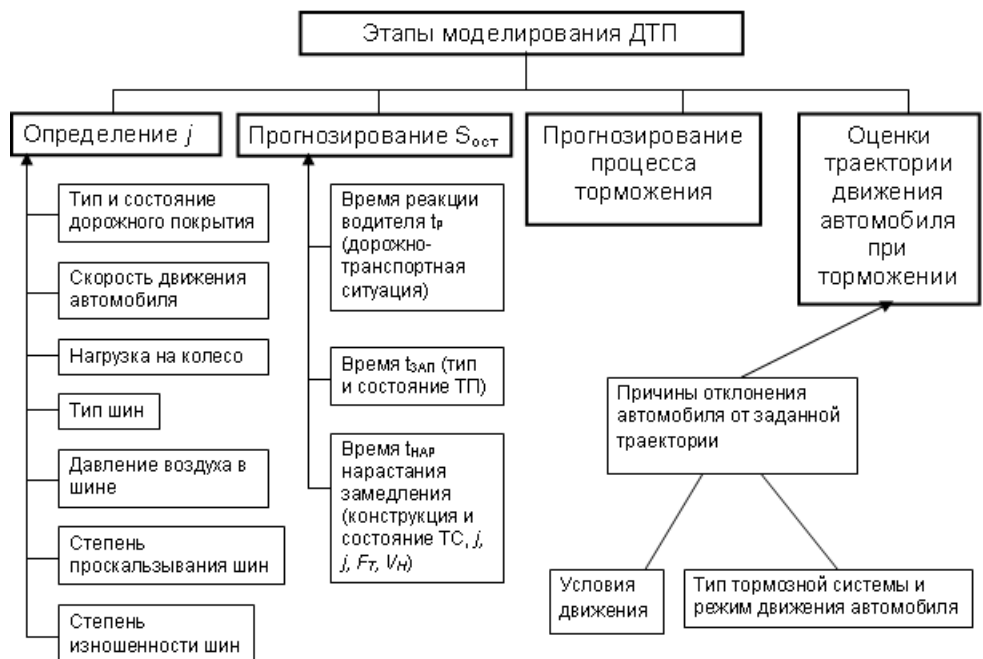 Этапы моделирования ДТП
Определение j
Тип и состояние
дорожного покрытия
Скорость движения
автомобиля
Нагрузка на колесо
Тип шин
Давление воздуха в
шине
Степень
проскальзывания шин
Степень
изношенности шин
Прогнозирование Sост
Время реакции
водителя tР
(дорожно-
транспортная
ситуация)
Время tЗАП (тип
и состояние ТП)
Время tНАР
нарастания
замедления
(конструкция и
состояние ТС, j,
j, FТ, VН)
Прогнозирование
процесса
торможения
Оценки
траектории
движения
автомобиля
при
торможении
Причины отклонения
автомобиля от заданной
траектории
Условия
движения
Тип тормозной системы и
режим движения автомобиля